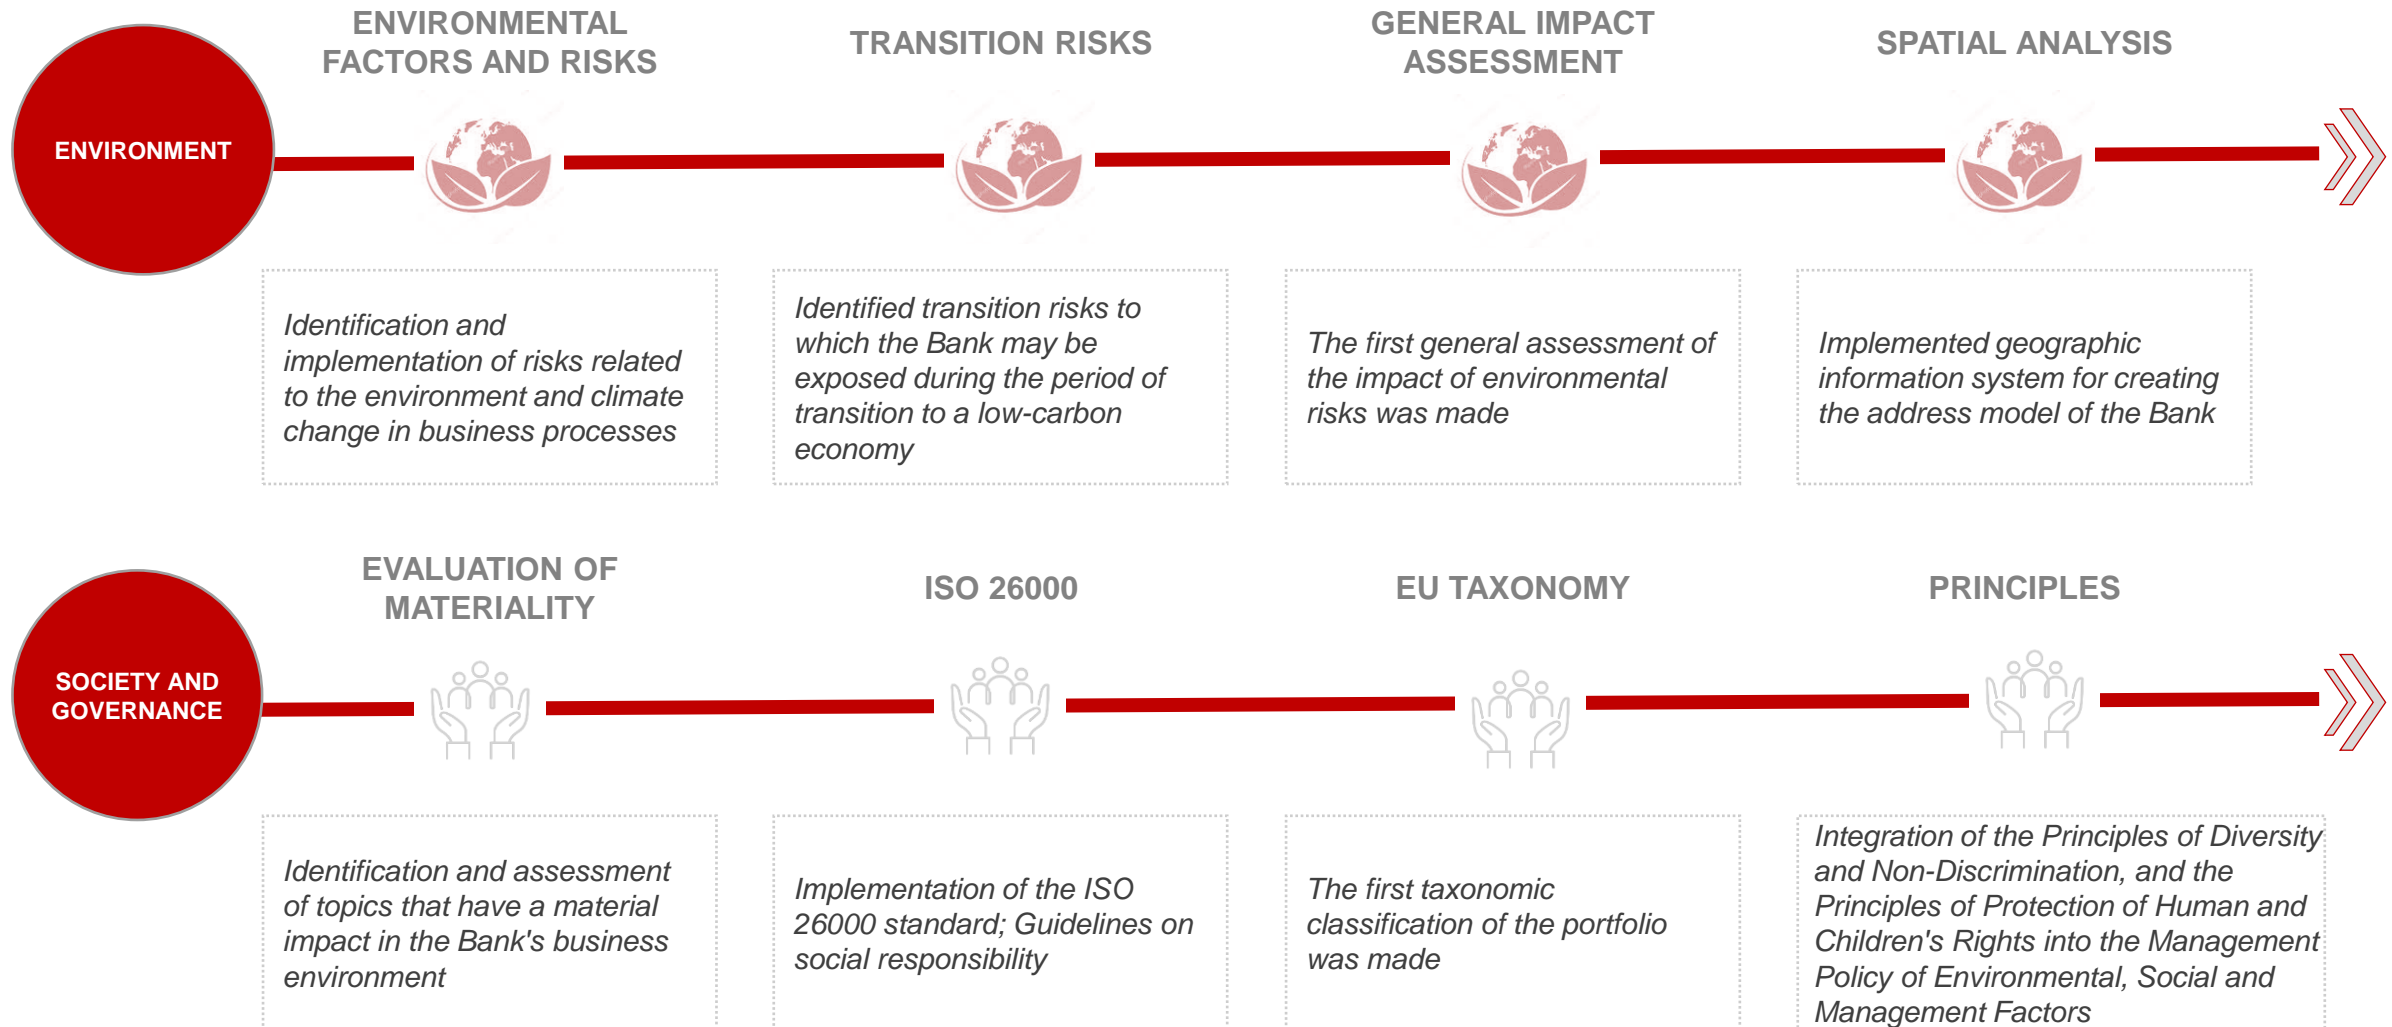 ENVIRONMENT
ENVIRONMENTAL
FACTORS AND RISKS
TRANSITION RISKS
GENERAL IMPACT
ASSESSMENT
SPATIAL ANALYSIS
Identification and
implementation of risks related
to the environment and climate
change in business processes
Identified transition risks to
which the Bank may be
exposed during the period of
transition to a low-carbon
economy
The first general assessment of
the impact of environmental
risks was made
Implemented geographic
information system for creating
the address model of the Bank
SOCIETY AND
GOVERNANCE
EVALUATION OF
MATERIALITY
ISO 26000
EU TAXONOMY
PRINCIPLES
Identification and assessment
of topics that have a material
impact in the Bank's business
environment
Implementation of the ISO
26000 standard; Guidelines on
social responsibility
The first taxonomic
classification of the portfolio
was made
Integration of the Principles of Diversity
and Non-Discrimination, and the
Principles of Protection of Human and
Children's Rights into the Management
Policy of Environmental, Social and
Management Factors